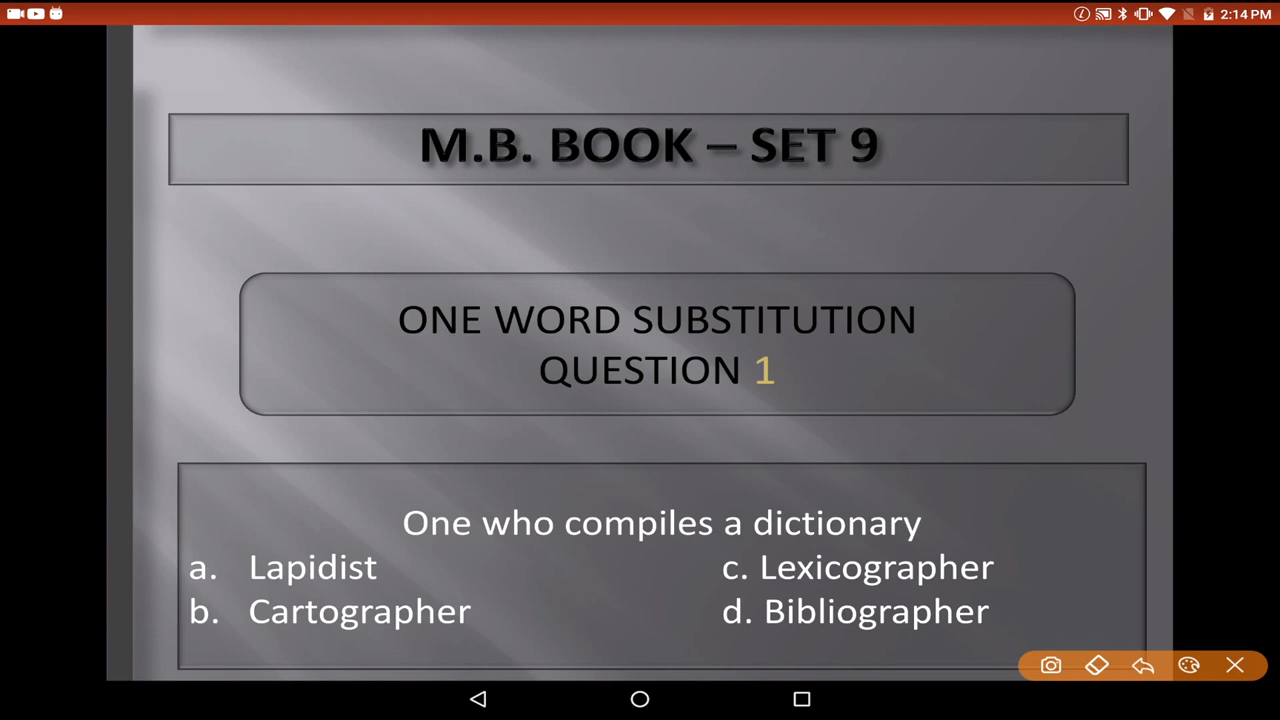 2:14 PM
M.B. BOOK – SET 9
ONE WORD SUBSTITUTION
QUESTION 1
One who compiles a dictionary
a. Lapidist
b. Cartographer
c. Lexicographer
d. Bibliographer